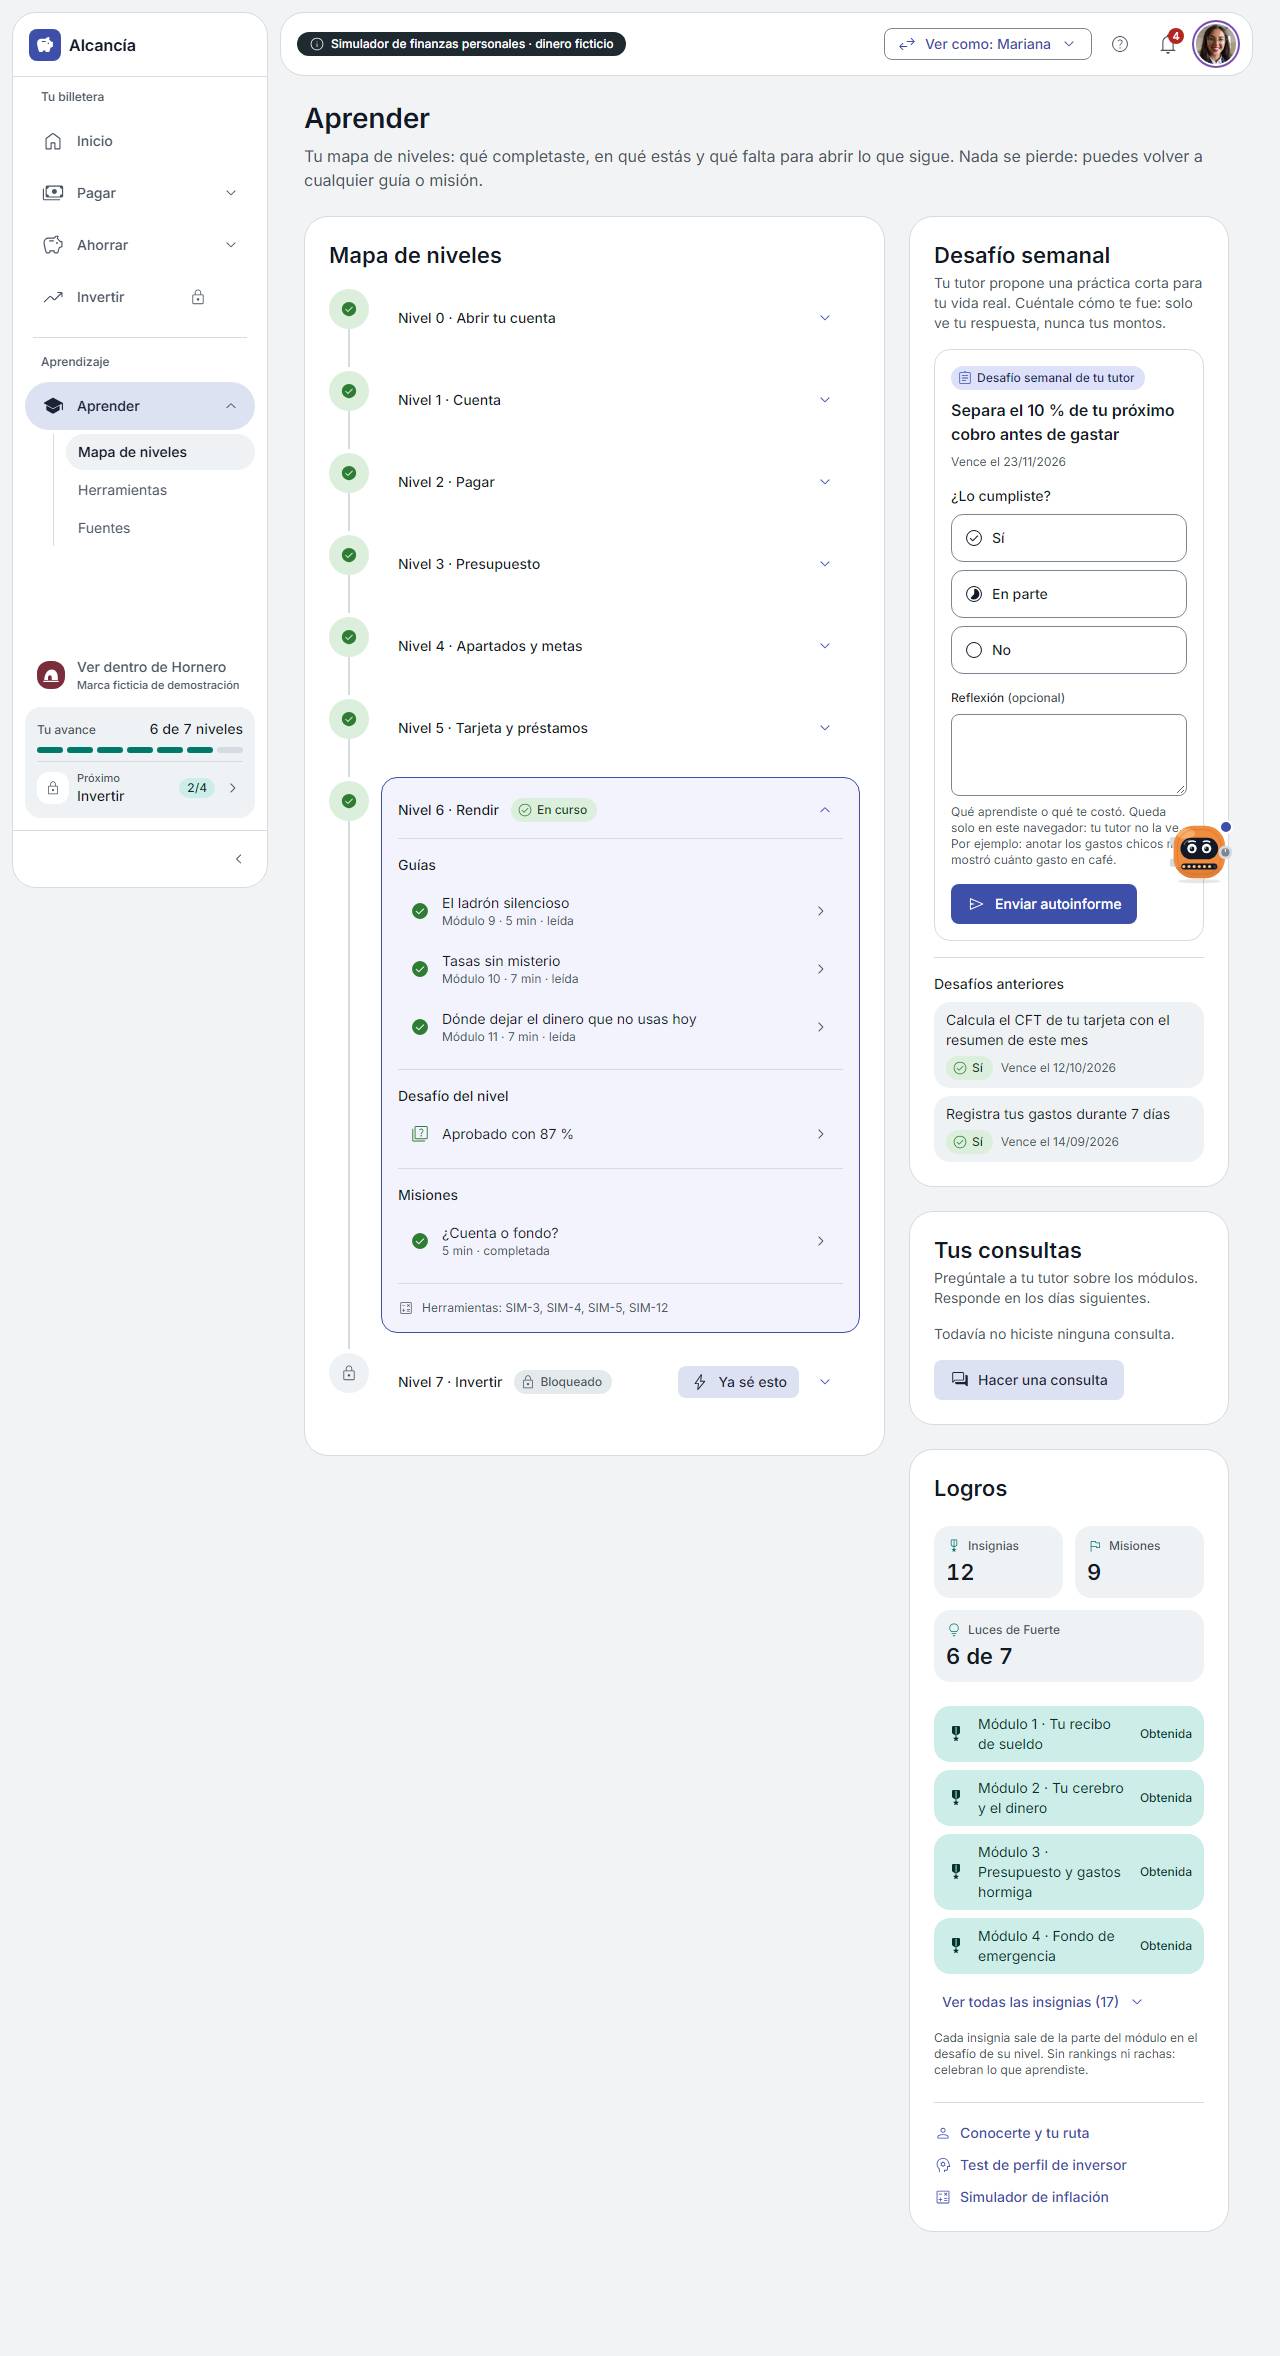 Alcancía
Tu billetera
Inicio
Pagar
Ahorrar
Invertir
Aprendizaje
Aprender
Mapa de niveles
Herramientas
Fuentes
Ver dentro de Hornero
Marca ficticia de demostración
Tu avance
6 de 7 niveles
Próximo
Invertir
2/4
Simulador de finanzas personales · dinero ficticio
Ver como: Mariana
4
Aprender
Tu mapa de niveles: qué completaste, en qué estás y qué falta para abrir lo que sigue. Nada se pierde: puedes volver a
cualquier guía o misión.
Mapa de niveles
Nivel 0 · Abrir tu cuenta
Nivel 1 · Cuenta
Nivel 2 · Pagar
Nivel 3 · Presupuesto
Nivel 4 · Apartados y metas
Nivel 5 · Tarjeta y préstamos
Nivel 6 · Rendir
En curso
Guías
El ladrón silencioso
Módulo 9 · 5 min · leída
Tasas sin misterio
Módulo 10 · 7 min · leída
Dónde dejar el dinero que no usas hoy
Módulo 11 · 7 min · leída
Desafío del nivel
Aprobado con 87 %
Misiones
¿Cuenta o fondo?
5 min · completada
Herramientas: SIM-3, SIM-4, SIM-5, SIM-12
Nivel 7 · Invertir
Bloqueado
Ya sé esto
Desafío semanal
Tu tutor propone una práctica corta para
tu vida real. Cuéntale cómo te fue: solo
ve tu respuesta, nunca tus montos.
Desafío semanal de tu tutor
Separa el 10 % de tu próximo
cobro antes de gastar
Vence el 23/11/2026
¿Lo cumpliste?
Sí
En parte
No
Reflexión (opcional)
Qué aprendiste o qué te costó. Queda
solo en este navegador: tu tutor no la
Por ejemplo: anotar los gastos chicos
mostró cuánto gasto en café.
Enviar autoinforme
Desafíos anteriores
Calcula el CFT de tu tarjeta con el
resumen de este mes
Sí
Vence el 12/10/2026
Registra tus gastos durante 7 días
Sí
Vence el 14/09/2026
Tus consultas
Pregúntale a tu tutor sobre los módulos.
Responde en los días siguientes.
Todavía no hiciste ninguna consulta.
Hacer una consulta
Logros
Insignias
12
Misiones
9
Luces de Fuerte
6 de 7
Módulo 1 · Tu recibo
de sueldo
Obtenida
Módulo 2 · Tu cerebro
y el dinero
Obtenida
Módulo 3 ·
Presupuesto y gastos
hormiga
Obtenida
Módulo 4 · Fondo de
emergencia
Obtenida
Ver todas las insignias (17)
Cada insignia sale de la parte del módulo en el
desafío de su nivel. Sin rankings ni rachas:
celebran lo que aprendiste.
Conocerte y tu ruta
Test de perfil de inversor
Simulador de inflación